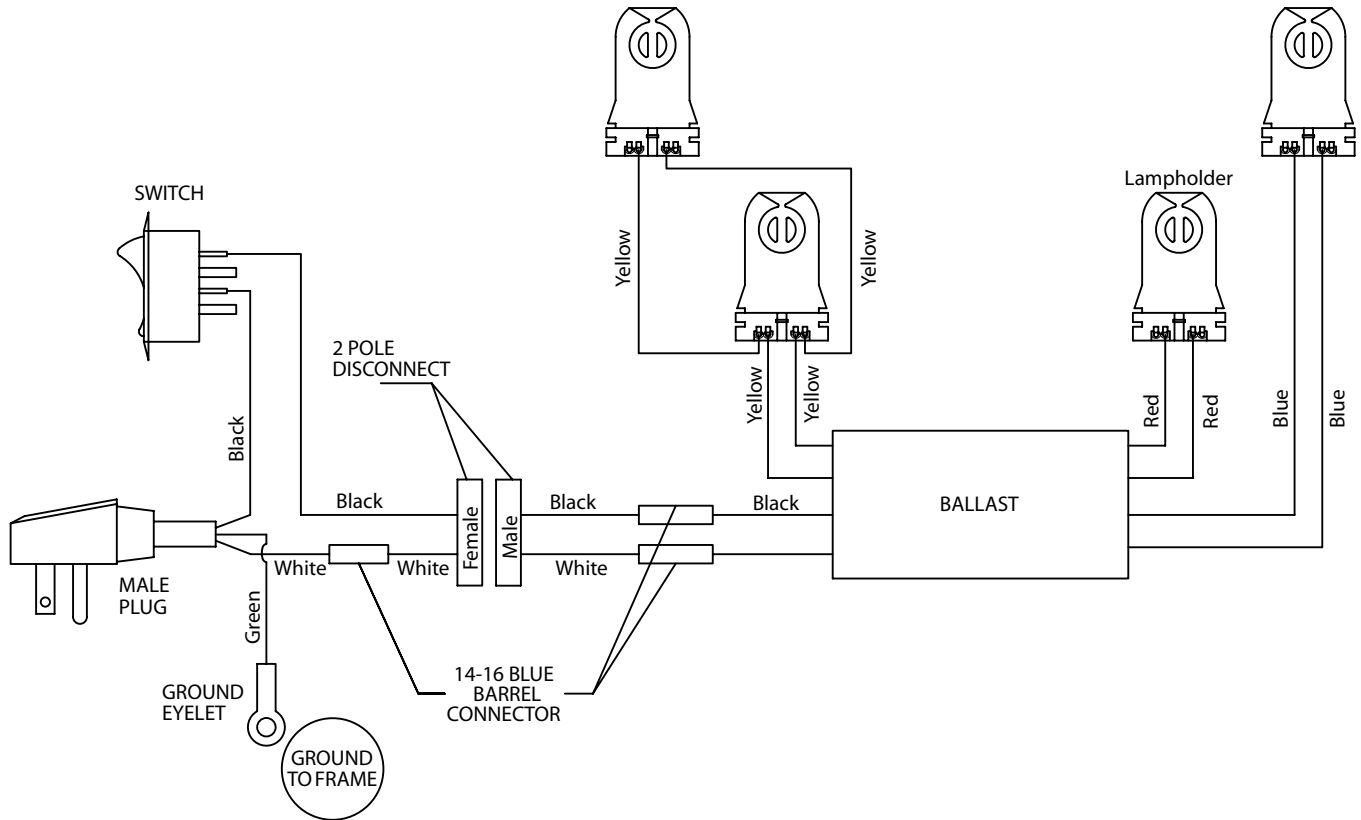 Lampholder
SWITCH
Yellow
Yellow
2 POLE
DISCONNECT
Yellow
Yellow
Red
Red
Blue
Blue
Black
Black
Female
Male
Black
Black
BALLAST
White
White
White
MALE
PLUG
Green
14-16 BLUE
BARREL
CONNECTOR
GROUND
EYELET
GROUND
TO FRAME